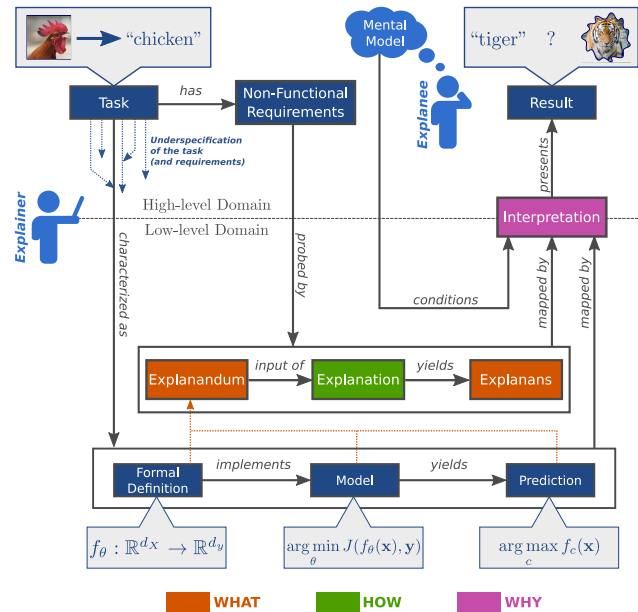 “chicken”
Mental
Model
“tiger” ?
Task
has
Non-Functional
Requirements
Explanee
Result
Underspecification
of the task
(and requirements)
presents
Explainer
High-level Domain
Low-level Domain
Interpretation
characterized as
probed by
conditions
mapped by
mapped by
Explanandum
input of
Explanation
yields
Explanans
Formal
Definition
implements
Model
yields
Prediction
f_θ : ℝ^{d_X} → ℝ^{d_y}
arg min_θ J(f_θ(𝐱), 𝐲)
arg max_c f_c(𝐱)
WHAT
HOW
WHY